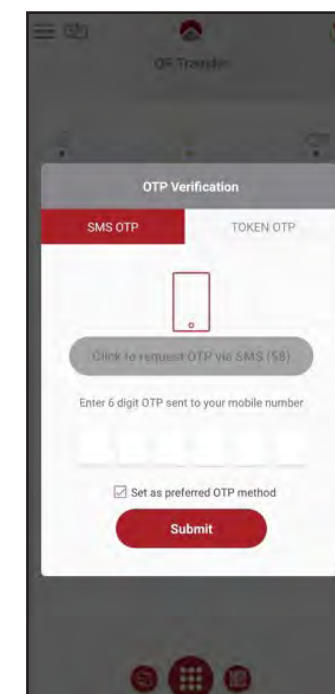 QR Transfer
OTP Verification
SMS OTP
TOKEN OTP
Click to request OTP via SMS (58)
Enter 6 digit OTP sent to your mobile number
Set as preferred OTP method
Submit